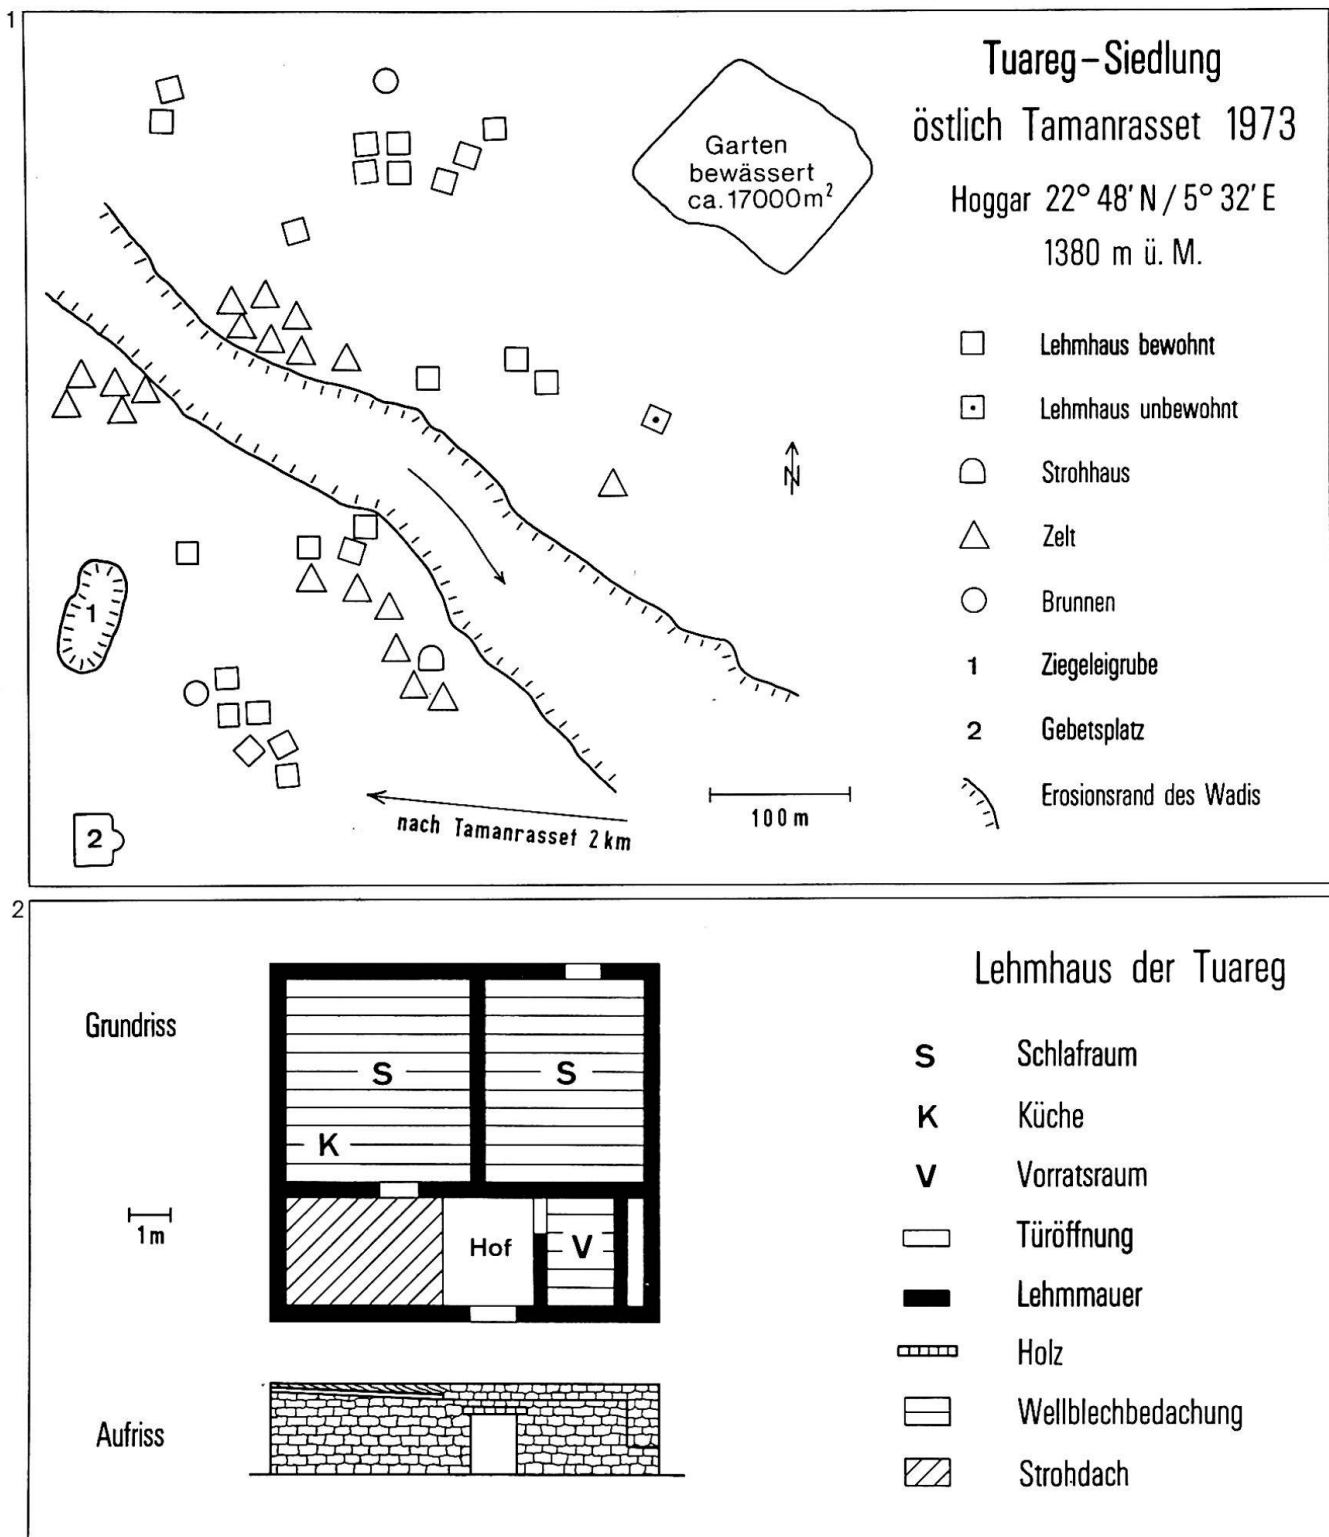 1
Tuareg–Siedlung
östlich Tamanrasset 1973
Hoggar 22° 48' N / 5° 32' E
1380 m ü. M.
Garten
bewässert
ca. 17000 m²
Lehmhaus bewohnt
Lehmhaus unbewohnt
Strohhaus
Zelt
Brunnen
1 Ziegeleigrube
2 Gebetsplatz
Erosionsrand des Wadis
N
1
2
nach Tamanrasset 2 km
100 m
2
Lehmhaus der Tuareg
Grundriss
S S
K
Hof V
1 m
Aufriss
S Schlafraum
K Küche
V Vorratsraum
Türöffnung
Lehmmauer
Holz
Wellblechbedachung
Strohdach